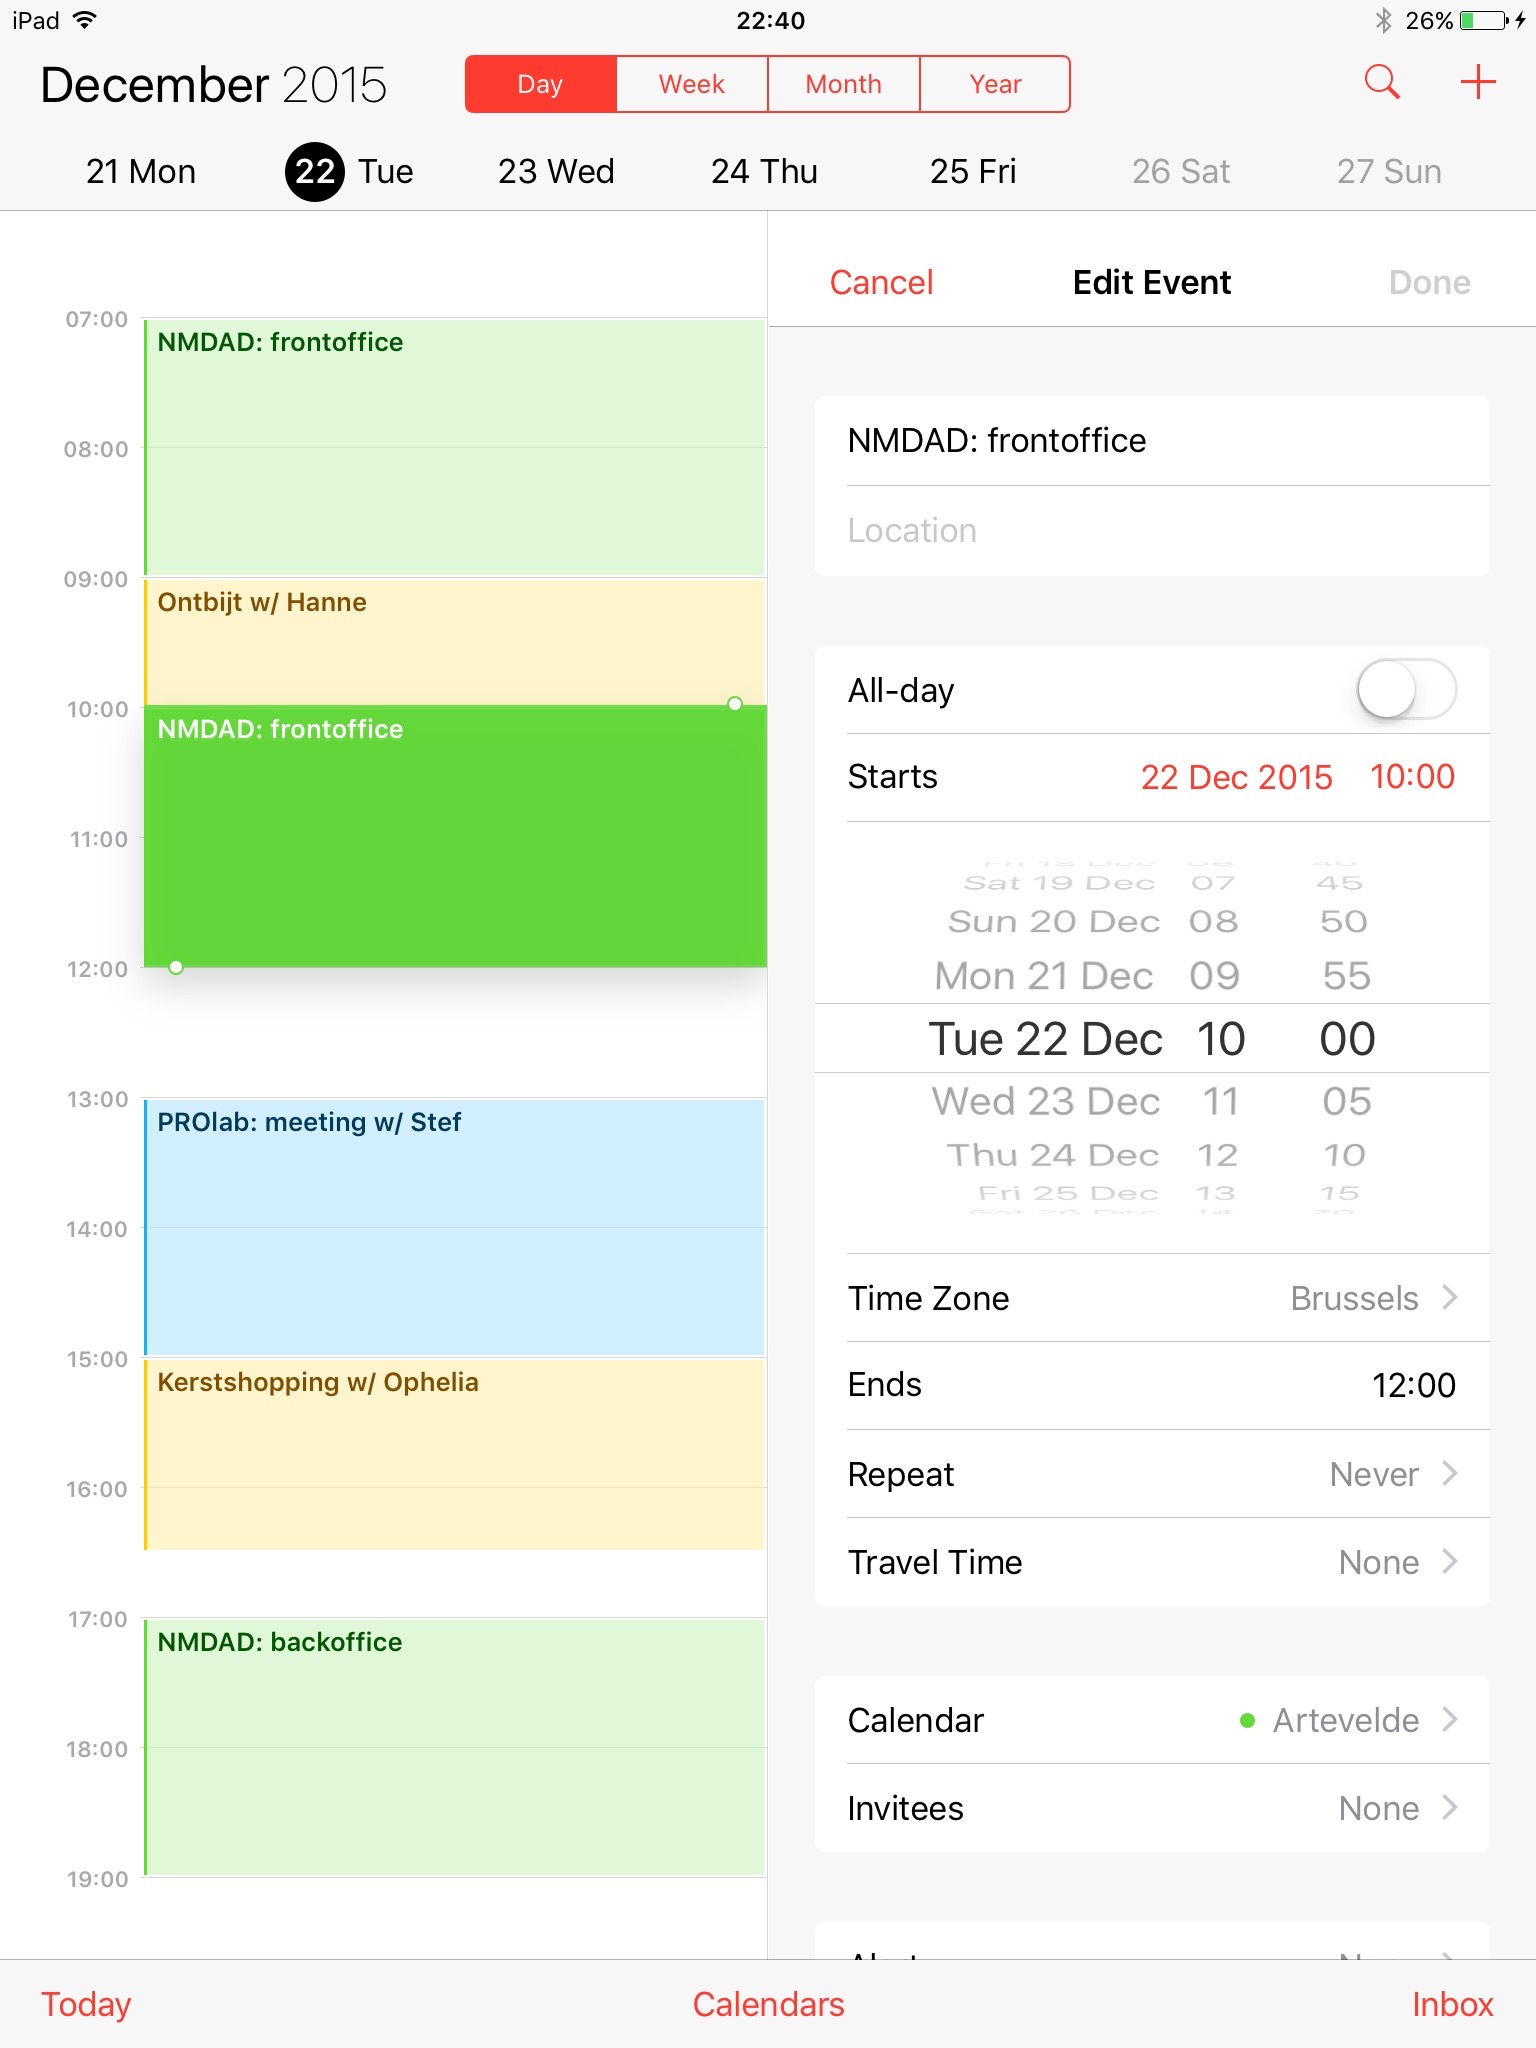 iPad 22:40 26%
December 2015 Day Week Month Year
21 Mon 22 Tue 23 Wed 24 Thu 25 Fri 26 Sat 27 Sun
07:00 NMDAD: frontoffice
08:00
09:00 Ontbijt w/ Hanne
10:00 NMDAD: frontoffice
11:00
12:00
13:00 PROlab: meeting w/ Stef
14:00
15:00 Kerstshopping w/ Ophelia
16:00
17:00 NMDAD: backoffice
18:00
19:00
Cancel Edit Event Done
NMDAD: frontoffice
Location
All-day
Starts 22 Dec 2015 10:00
Sat 19 Dec 07 45
Sun 20 Dec 08 50
Mon 21 Dec 09 55
Tue 22 Dec 10 00
Wed 23 Dec 11 05
Thu 24 Dec 12 10
Fri 25 Dec 13 15
Time Zone Brussels
Ends 12:00
Repeat Never
Travel Time None
Calendar Artevelde
Invitees None
Today Calendars Inbox